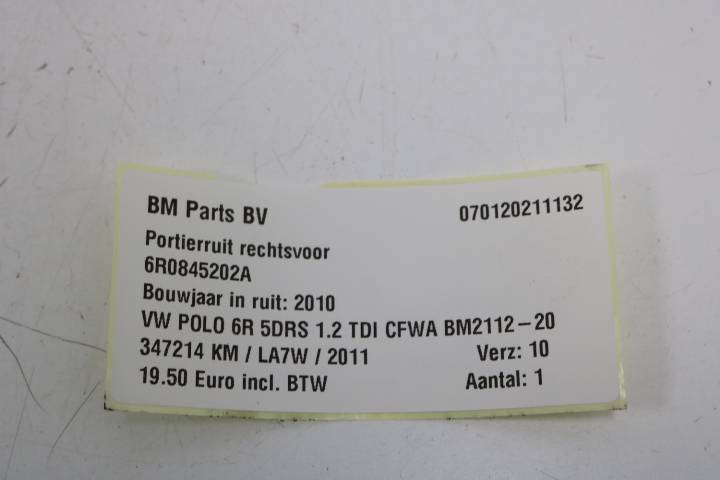 BM Parts BV 070120211132
Portierruit rechtsvoor
6R0845202A
Bouwjaar in ruit: 2010
VW POLO 6R 5DRS 1.2 TDI CFWA BM2112-20
347214 KM / LA7W / 2011 Verz: 10
19.50 Euro incl. BTW Aantal: 1